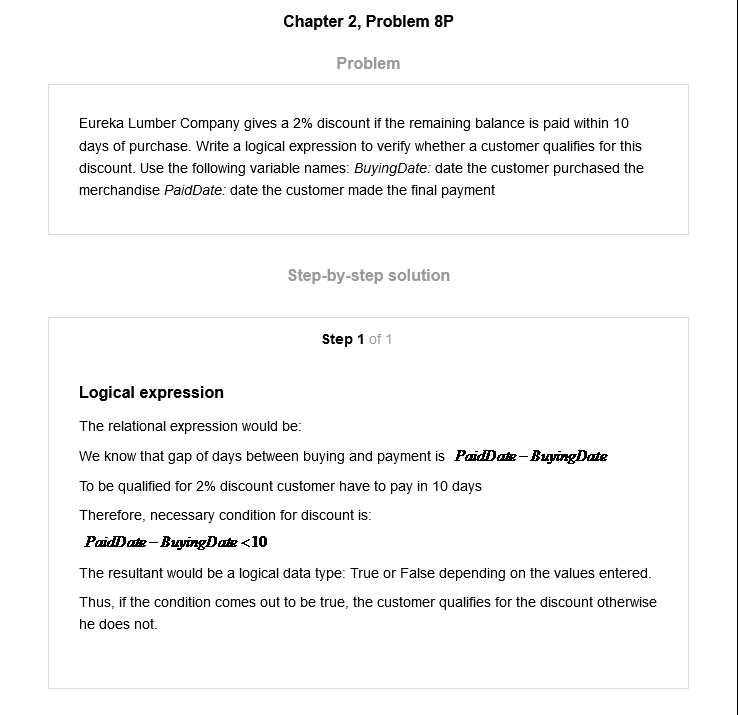 Chapter 2, Problem 8P
Problem
Eureka Lumber Company gives a 2% discount if the remaining balance is paid within 10
days of purchase. Write a logical expression to verify whether a customer qualifies for this
discount. Use the following variable names: BuyingDate: date the customer purchased the
merchandise PaidDate: date the customer made the final payment
Step-by-step solution
Step 1 of 1
Logical expression
The relational expression would be:
We know that gap of days between buying and payment is PaidDate – BuyingDate
To be qualified for 2% discount customer have to pay in 10 days
Therefore, necessary condition for discount is:
PaidDate – BuyingDate <10
The resultant would be a logical data type: True or False depending on the values entered.
Thus, if the condition comes out to be true, the customer qualifies for the discount otherwise
he does not.